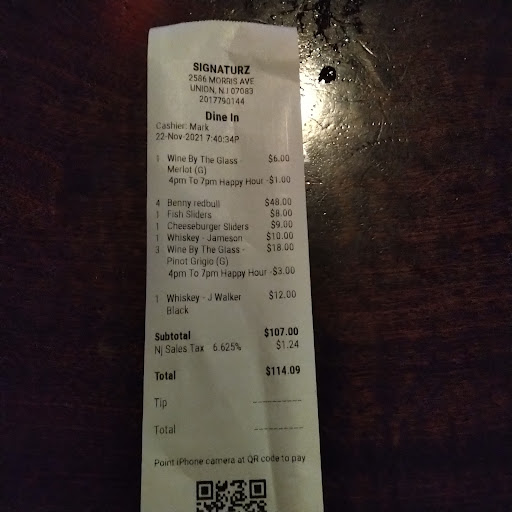 SIGNATURZ
2586 MORRIS AVE
UNION, NJ 07083
2017790144
Dine In
Cashier: Mark
22-Nov-2021 7:40:34P
1 Wine By The Glass - $6.00
Merlot (G)
4pm To 7pm Happy Hour -$1.00
4 Benny redbull $48.00
1 Fish Sliders $8.00
1 Cheeseburger Sliders $9.00
1 Whiskey - Jameson $10.00
3 Wine By The Glass - $18.00
Pinot Grigio (G)
4pm To 7pm Happy Hour -$3.00
1 Whiskey - J Walker $12.00
Black
Subtotal $107.00
Nj Sales Tax 6.625% $1.24
Total $114.09
Tip
Total
Point iPhone camera at QR code to pay